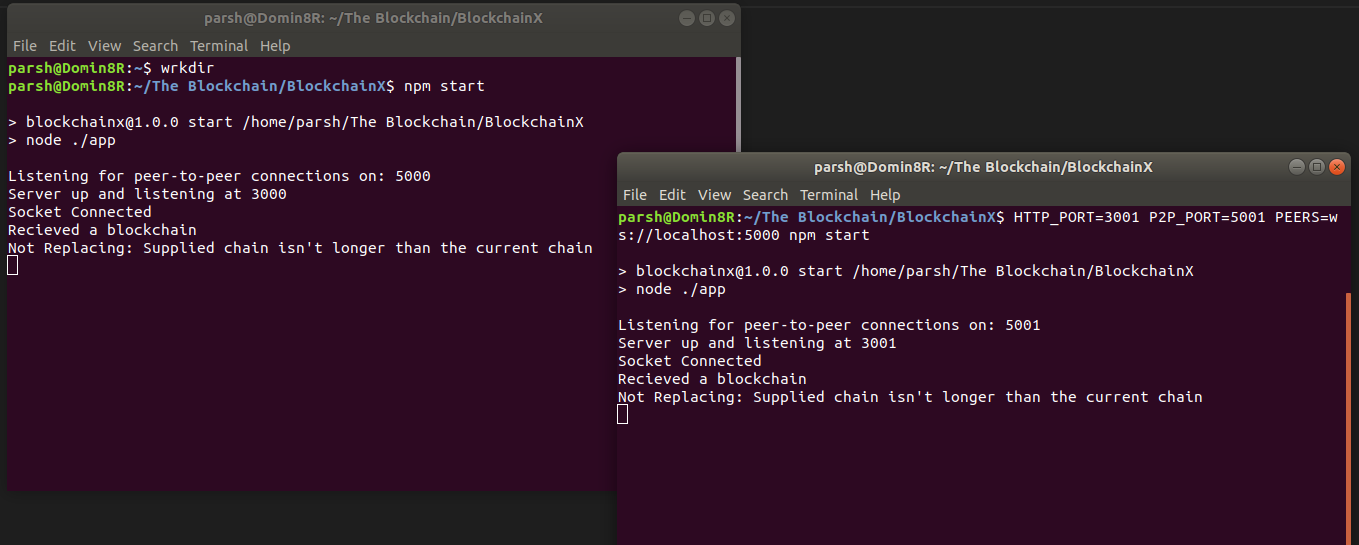 parsh@Domin8R: ~/The Blockchain/BlockchainX
File Edit View Search Terminal Help
parsh@Domin8R:~$ wrkdir
parsh@Domin8R:~/The Blockchain/BlockchainX$ npm start
> blockchainx@1.0.0 start /home/parsh/The Blockchain/BlockchainX
> node ./app
Listening for peer-to-peer connections on: 5000
Server up and listening at 3000
Socket Connected
Recieved a blockchain
Not Replacing: Supplied chain isn't longer than the current chain
parsh@Domin8R: ~/The Blockchain/BlockchainX
File Edit View Search Terminal Help
parsh@Domin8R:~/The Blockchain/BlockchainX$ HTTP_PORT=3001 P2P_PORT=5001 PEERS=w
s://localhost:5000 npm start
> blockchainx@1.0.0 start /home/parsh/The Blockchain/BlockchainX
> node ./app
Listening for peer-to-peer connections on: 5001
Server up and listening at 3001
Socket Connected
Recieved a blockchain
Not Replacing: Supplied chain isn't longer than the current chain